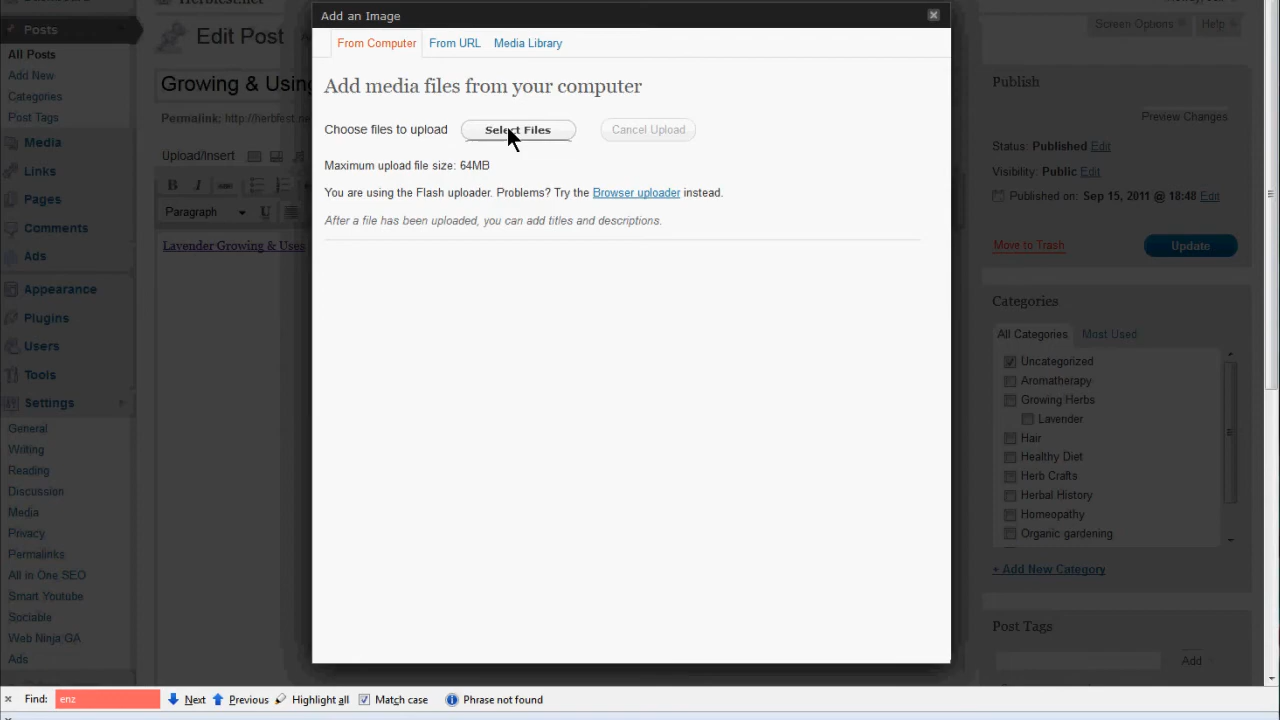 Add an Image
Herbfest.net
Posts
Edit Post
Screen Options
Help
From Computer
From URL
Media Library
All Posts
Add New
Categories
Post Tags
Growing & Using
Permalink: http://herbfest.ne
Add media files from your computer
Publish
Preview Changes
Choose files to upload
Select Files
Cancel Upload
Media
Links
Pages
Comments
Ads
Upload/Insert
Maximum upload file size: 64MB
Status: Published Edit
Visibility: Public Edit
B I
Paragraph
U
You are using the Flash uploader. Problems? Try the Browser uploader instead.
Published on: Sep 15, 2011 @ 18:48 Edit
After a file has been uploaded, you can add titles and descriptions.
Lavender Growing & Uses
Move to Trash
Update
Appearance
Plugins
Users
Tools
Settings
General
Writing
Reading
Discussion
Media
Privacy
Permalinks
All in One SEO
Smart Youtube
Sociable
Web Ninja GA
Ads
Categories
All Categories
Most Used
Uncategorized
Aromatherapy
Growing Herbs
Lavender
Hair
Healthy Diet
Herb Crafts
Herbal History
Homeopathy
Organic gardening
+ Add New Category
Post Tags
Add
Find: enz
Next
Previous
Highlight all
Match case
Phrase not found